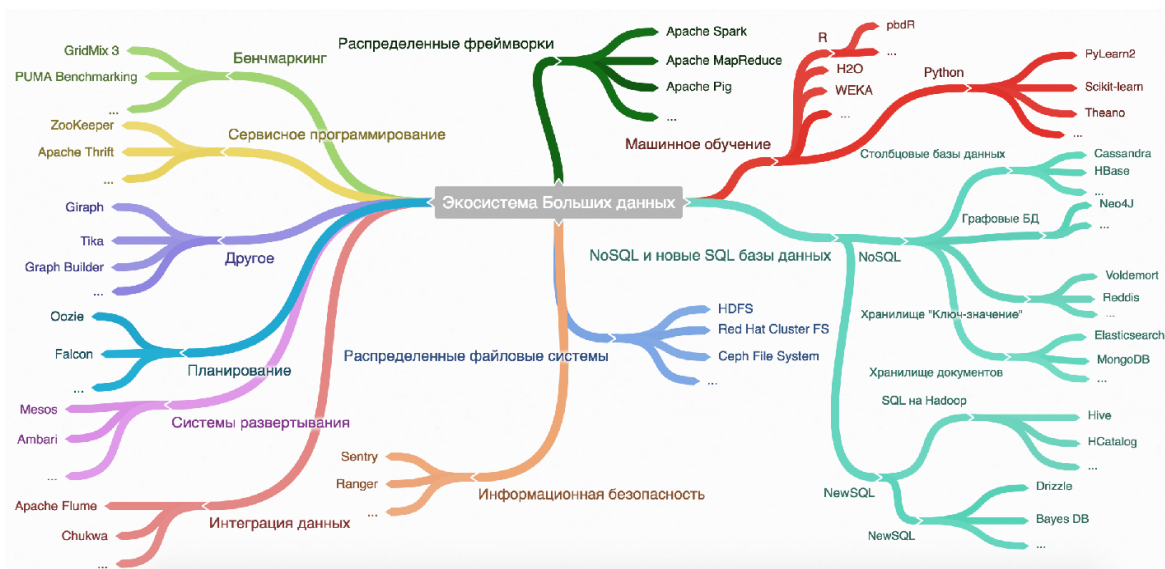 Экосистема Больших данных
Бенчмаркинг
GridMix 3
PUMA Benchmarking
...
Сервисное программирование
ZooKeeper
Apache Thrift
...
Другое
Giraph
Tika
Graph Builder
...
Планирование
Oozie
Falcon
...
Системы развертывания
Mesos
Ambari
...
Интеграция данных
Apache Flume
Chukwa
...
Распределенные фреймворки
Apache Spark
Apache MapReduce
Apache Pig
...
Распределенные файловые системы
HDFS
Red Hat Cluster FS
Ceph File System
...
Информационная безопасность
Sentry
Ranger
...
Машинное обучение
R
pbdR
...
H2O
WEKA
...
Python
PyLearn2
Scikit-learn
Theano
...
NoSQL и новые SQL базы данных
NoSQL
Столбцовые базы данных
Cassandra
HBase
...
Графовые БД
Neo4J
...
Хранилище "Ключ-значение"
Voldemort
Reddis
...
Хранилище документов
Elasticsearch
MongoDB
...
NewSQL
SQL на Hadoop
Hive
HCatalog
...
NewSQL
Drizzle
Bayes DB
...